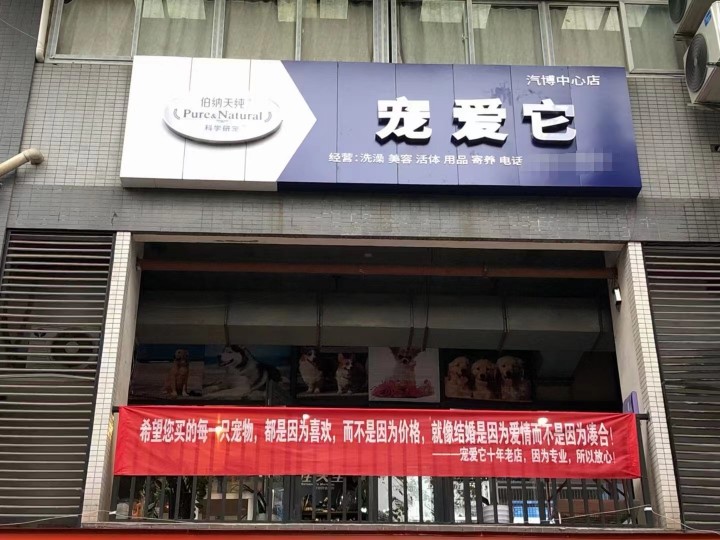 汽博中心店
伯纳天纯
Pure&Natural
科学研宠
宠爱它
经营：洗澡 美容 活体 用品 寄养 电话
希望您买的每一只宠物，都是因为喜欢，而不是因为价格，就像结婚是因为爱情而不是因为凑合！
——宠爱它十年老店，因为专业，所以放心！